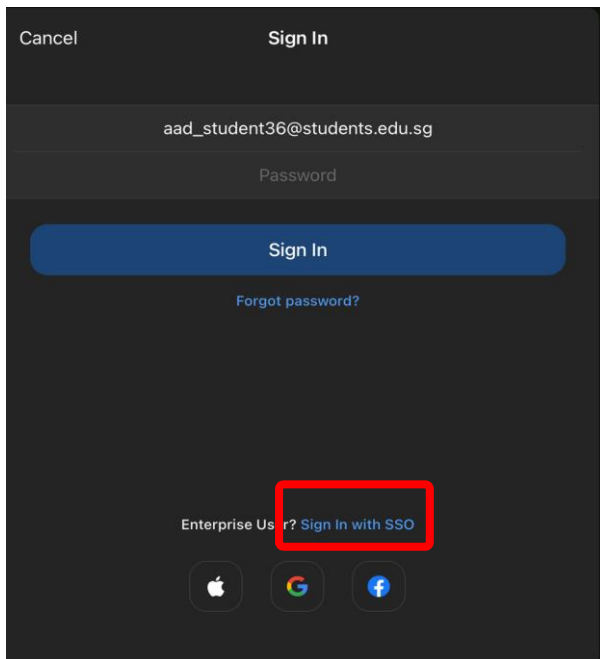 Cancel
Sign In
aad_student36@students.edu.sg
Password
Sign In
Forgot password?
Enterprise User? Sign In with SSO